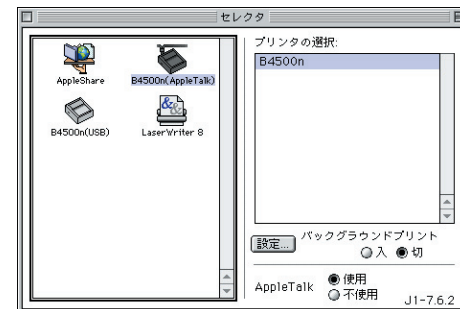 セレクタ
AppleShare
B4500n(AppleTalk)
B4500n(USB)
LaserWriter 8
プリンタの選択:
B4500n
設定...
バックグラウンドプリント
入 切
AppleTalk
使用
不使用
J1-7.6.2